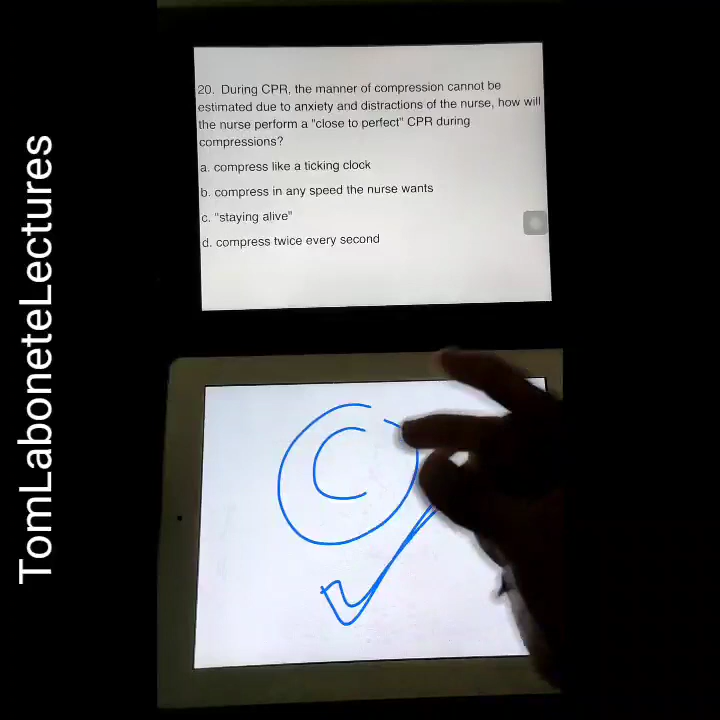 TomLaboneteLectures
20. During CPR, the manner of compression cannot be
estimated due to anxiety and distractions of the nurse, how will
the nurse perform a "close to perfect" CPR during
compressions?
a. compress like a ticking clock
b. compress in any speed the nurse wants
c. "staying alive"
d. compress twice every second
C